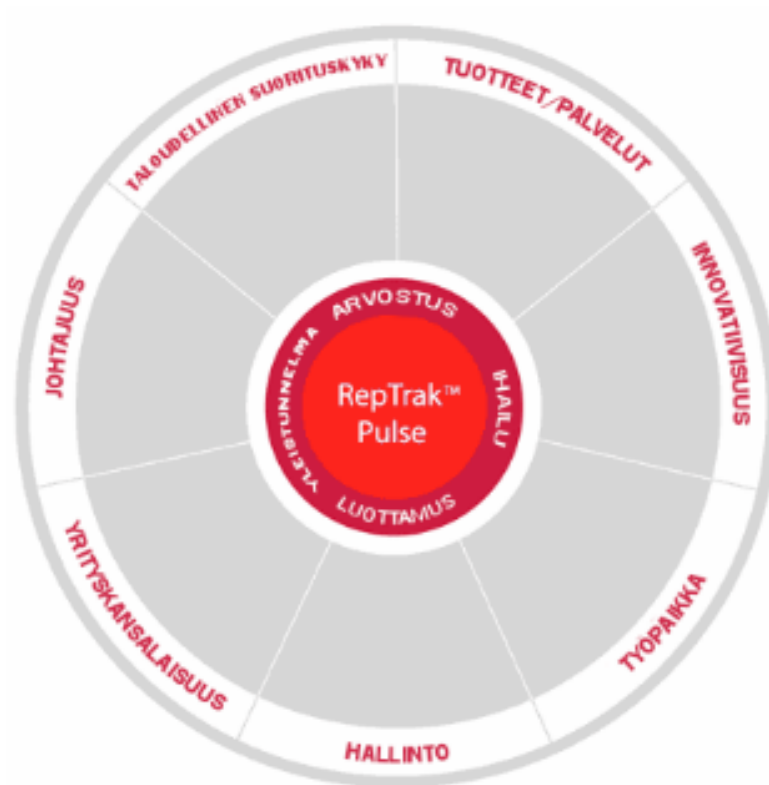 TALOUDELLINEN SUORITUSKYKY
TUOTTEET/PALVELUT
INNOVATIIVISUUS
TYÖPAIKKA
HALLINTO
YRITYSKANSALAISUUS
JOHTAJUUS
ARVOSTUS
IHAILU
LUOTTAMUS
YLEISTUNNELMA
RepTrak™
Pulse